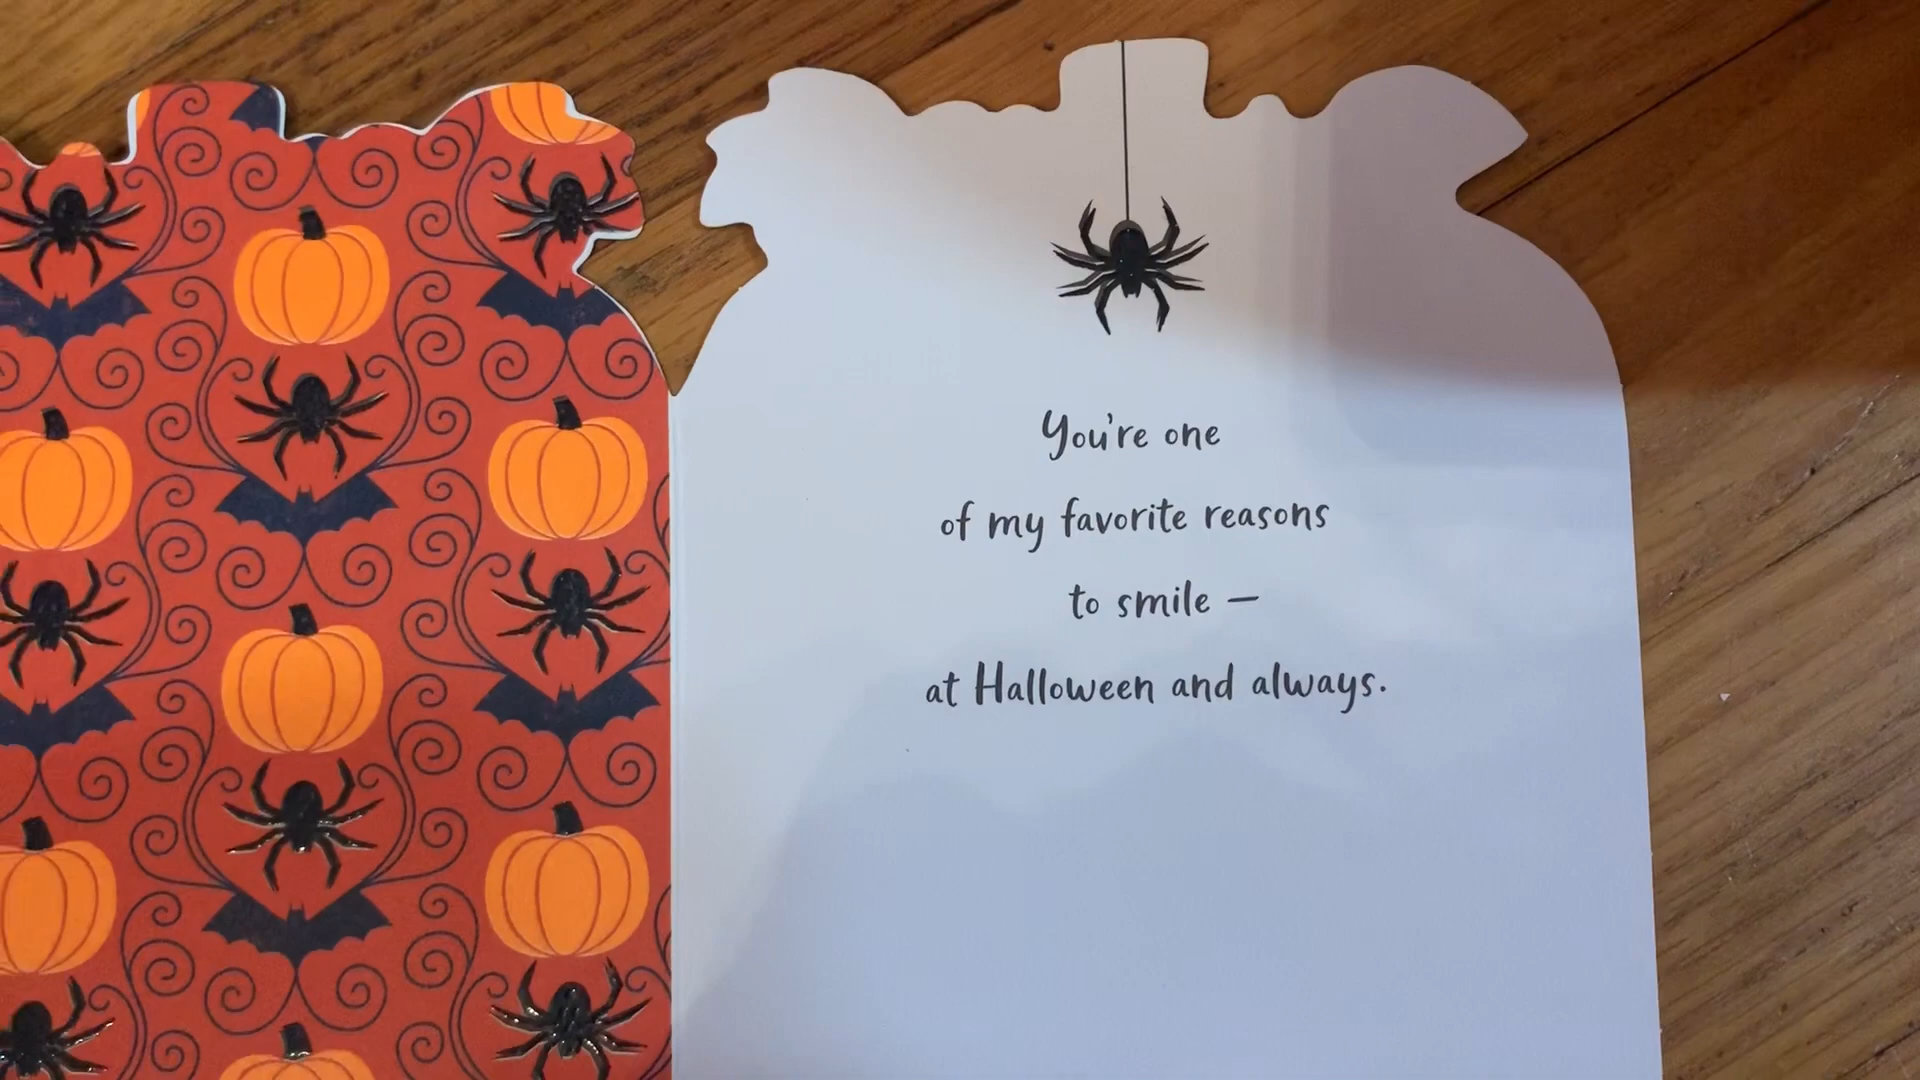 You're one
of my favorite reasons
to smile —
at Halloween and always.